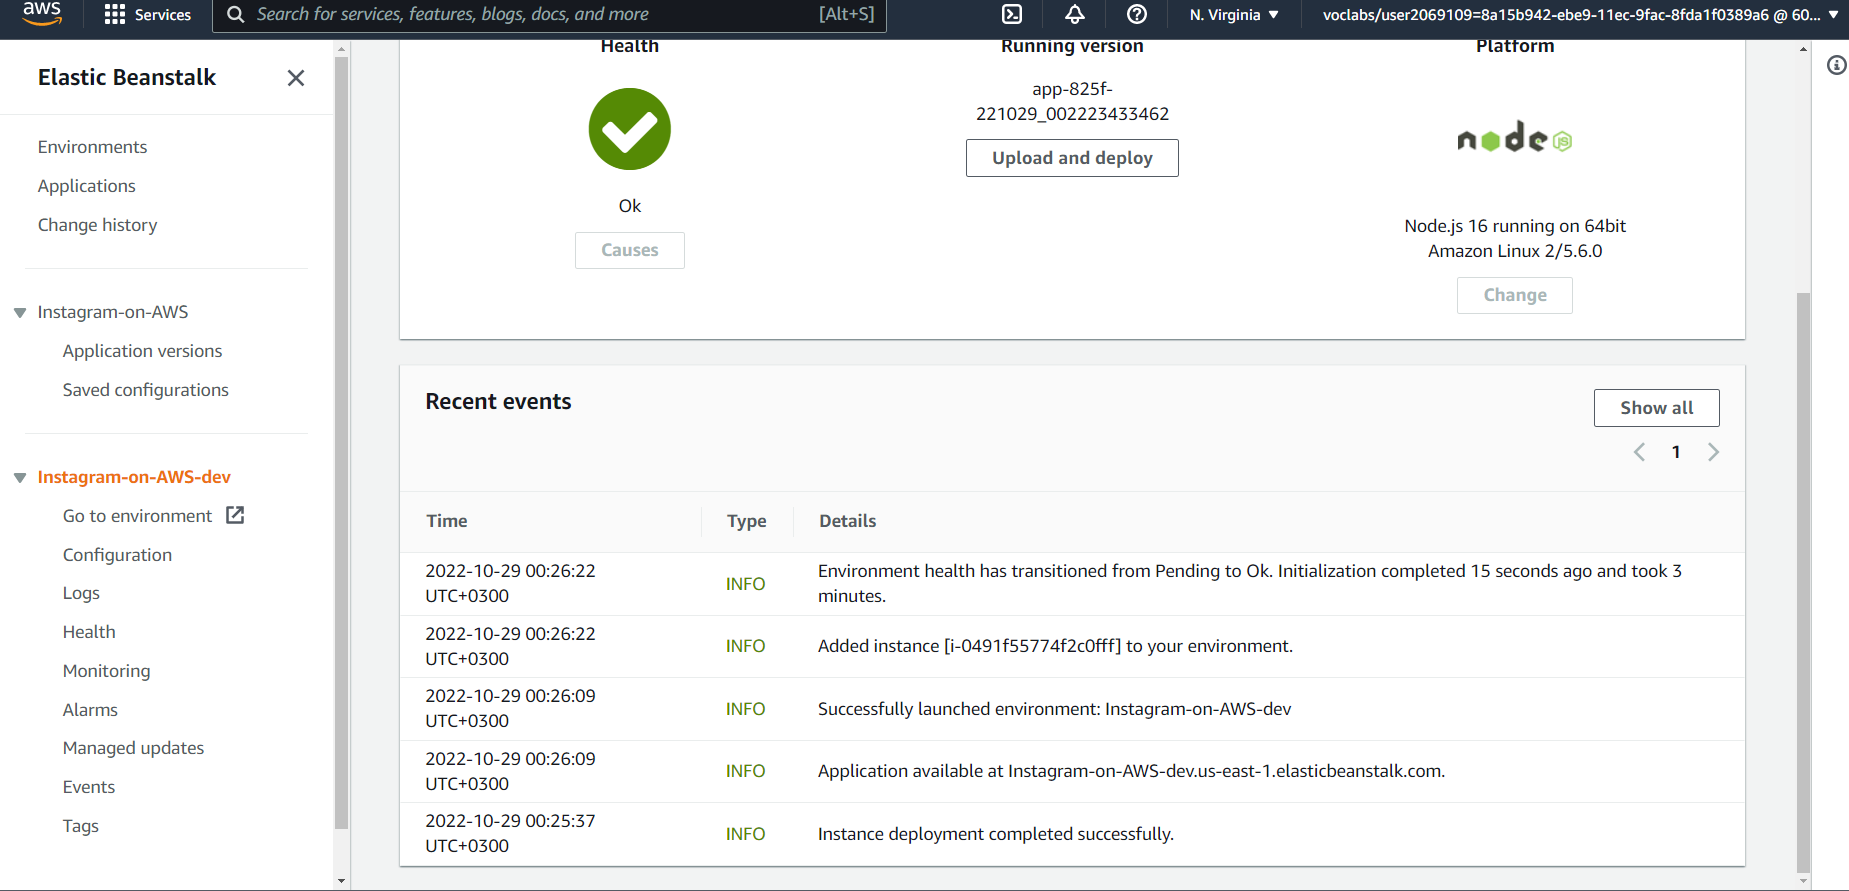 aws
Services
Search for services, features, blogs, docs, and more
[Alt+S]
N. Virginia
voclabs/user2069109=8a15b942-ebe9-11ec-9fac-8fda1f0389a6 @ 60...
Elastic Beanstalk
Environments
Applications
Change history
Instagram-on-AWS
Application versions
Saved configurations
Instagram-on-AWS-dev
Go to environment
Configuration
Logs
Health
Monitoring
Alarms
Managed updates
Events
Tags
Health
Ok
Causes
Running version
app-825f-
221029_002223433462
Upload and deploy
Platform
node JS
Node.js 16 running on 64bit
Amazon Linux 2/5.6.0
Change
Recent events
Show all
1
Time Type Details
2022-10-29 00:26:22
UTC+0300
INFO
Environment health has transitioned from Pending to Ok. Initialization completed 15 seconds ago and took 3
minutes.
2022-10-29 00:26:22
UTC+0300
INFO
Added instance [i-0491f55774f2c0fff] to your environment.
2022-10-29 00:26:09
UTC+0300
INFO
Successfully launched environment: Instagram-on-AWS-dev
2022-10-29 00:26:09
UTC+0300
INFO
Application available at Instagram-on-AWS-dev.us-east-1.elasticbeanstalk.com.
2022-10-29 00:25:37
UTC+0300
INFO
Instance deployment completed successfully.